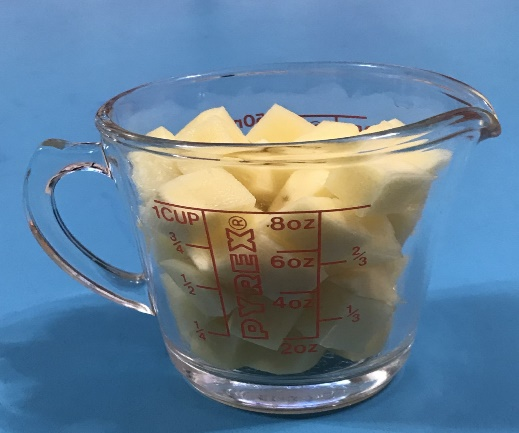 1CUP 8oz
3/4 6oz 2/3
1/2 4oz 1/3
1/4 2oz
PYREX®